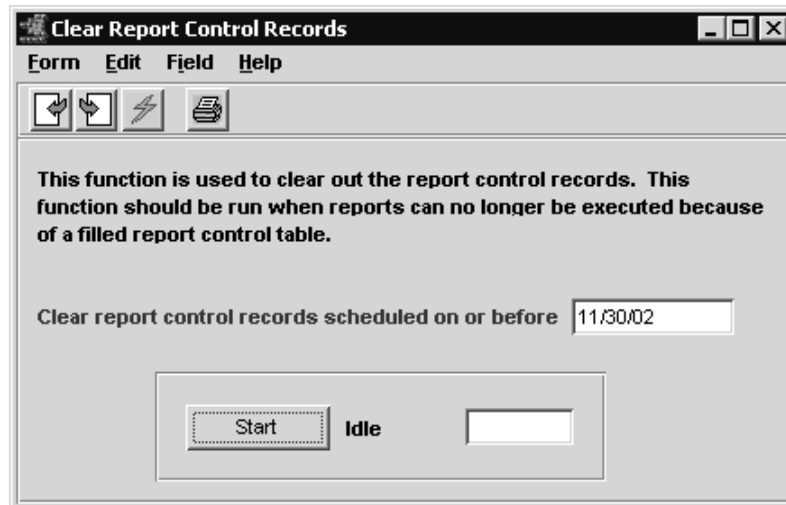 Clear Report Control Records
Form Edit Field Help
This function is used to clear out the report control records. This
function should be run when reports can no longer be executed because
of a filled report control table.
Clear report control records scheduled on or before 11/30/02
Start Idle